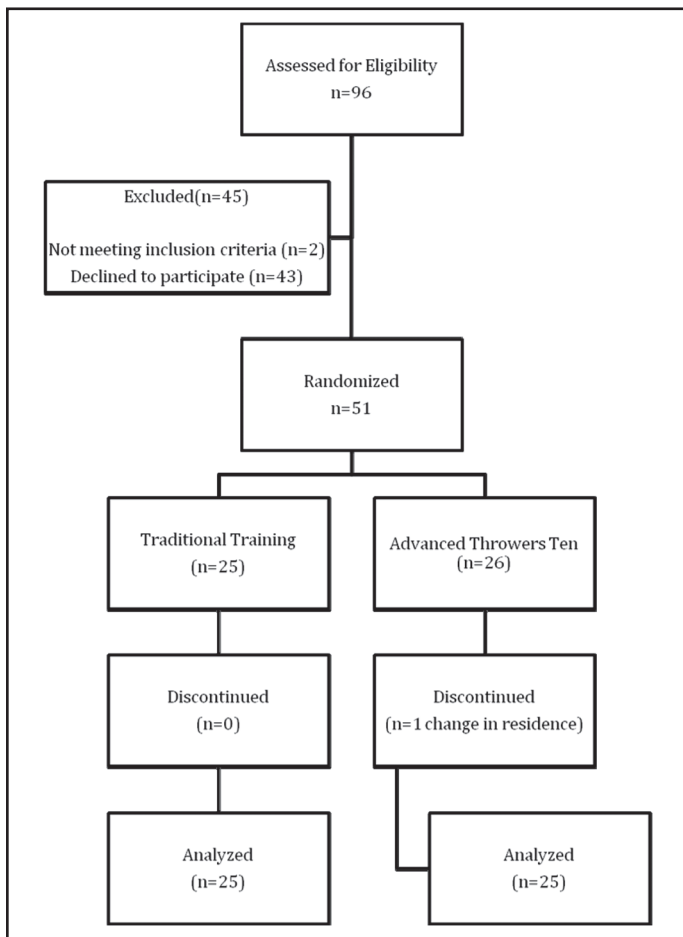 Assessed for Eligibility
n=96
Excluded(n=45)
Not meeting inclusion criteria (n=2)
Declined to participate (n=43)
Randomized
n=51
Traditional Training
(n=25)
Advanced Throwers Ten
(n=26)
Discontinued
(n=0)
Discontinued
(n=1 change in residence)
Analyzed
(n=25)
Analyzed
(n=25)